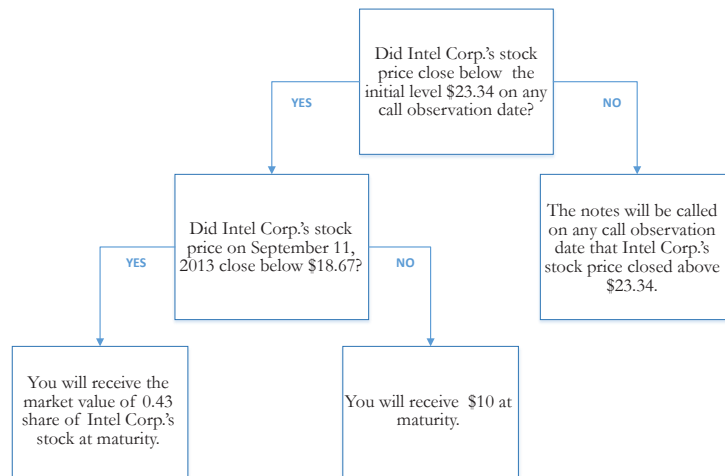 Did Intel Corp.'s stock
price close below the
initial level $23.34 on any
call observation date?
YES
NO
Did Intel Corp.'s stock
price on September 11,
2013 close below $18.67?
The notes will be called
on any call observation
date that Intel Corp.'s
stock price closed above
$23.34.
YES
NO
You will receive the
market value of 0.43
share of Intel Corp.'s
stock at maturity.
You will receive $10 at
maturity.